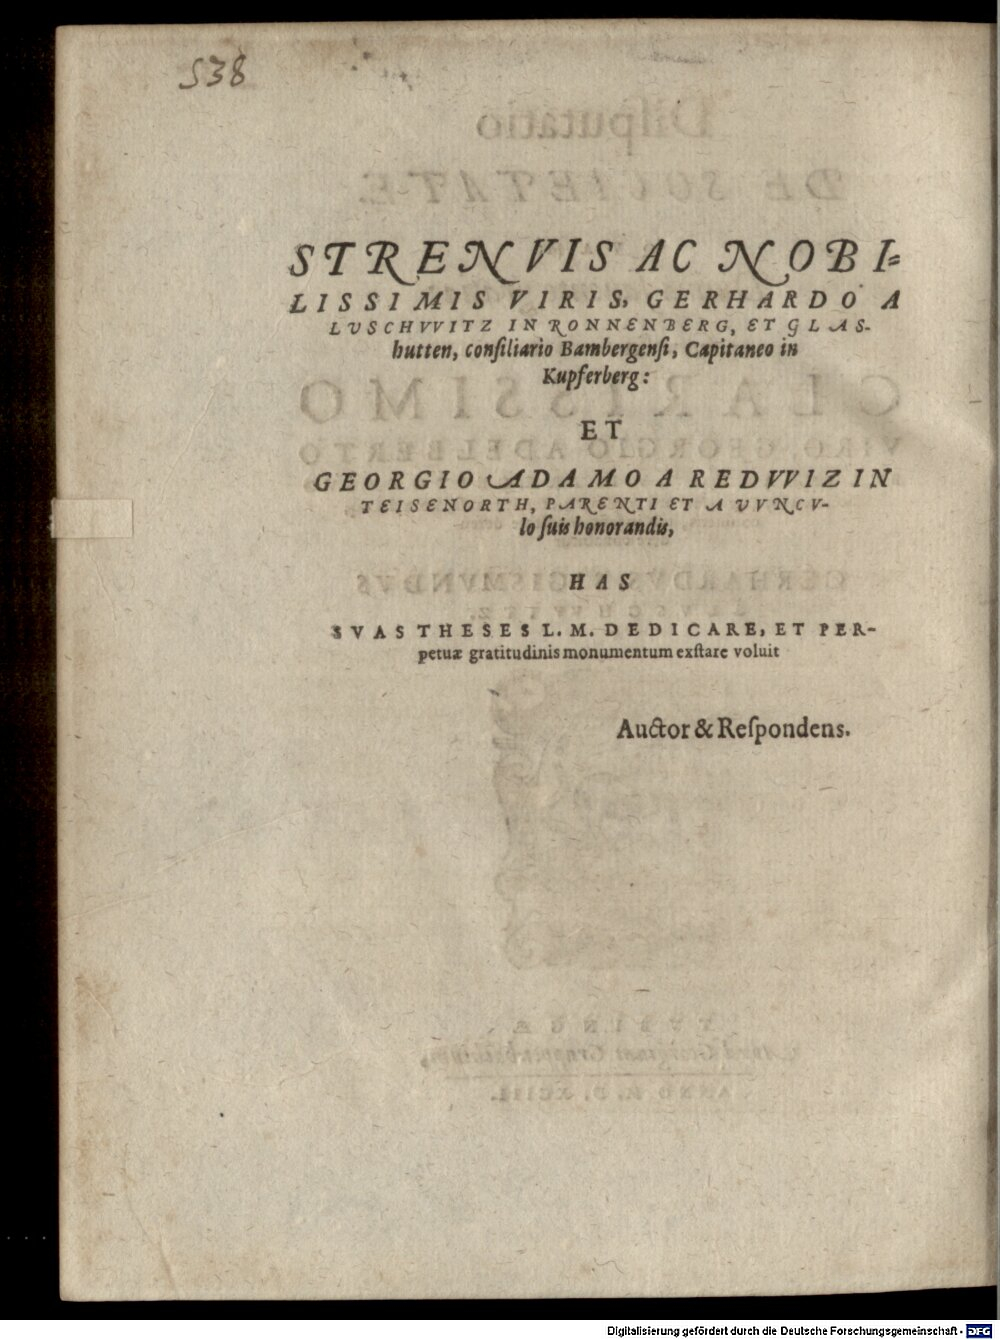 538
STRENVIS AC NOBI=
LISSIMIS VIRIS, GERHARDO A
LVSCHVVITZ IN RONNENBERG, ET GLAS-
hutten, conſiliario Bambergenſi, Capitaneo in
Kupferberg:
ET
GEORGIO ADAMO A REDVVIZ IN
TEISENORTH, PARENTI ET AVVNCV-
lo ſuis honorandis,
HAS
SVAS THESES L. M. DEDICARE, ET PER-
petuæ gratitudinis monumentum exſtare voluit
Auctor & Reſpondens.
Digitalisierung gefördert durch die Deutsche Forschungsgemeinschaft - DFG